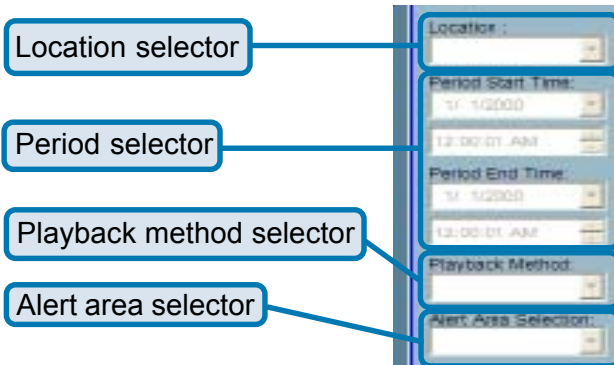 Location selector
Location :
Period selector
Period Start Time:
1/ 1/2000
12:00:01 AM
Period End Time:
1/ 1/2000
12:00:01 AM
Playback method selector
Playback Method:
Alert area selector
Alert Area Selection: